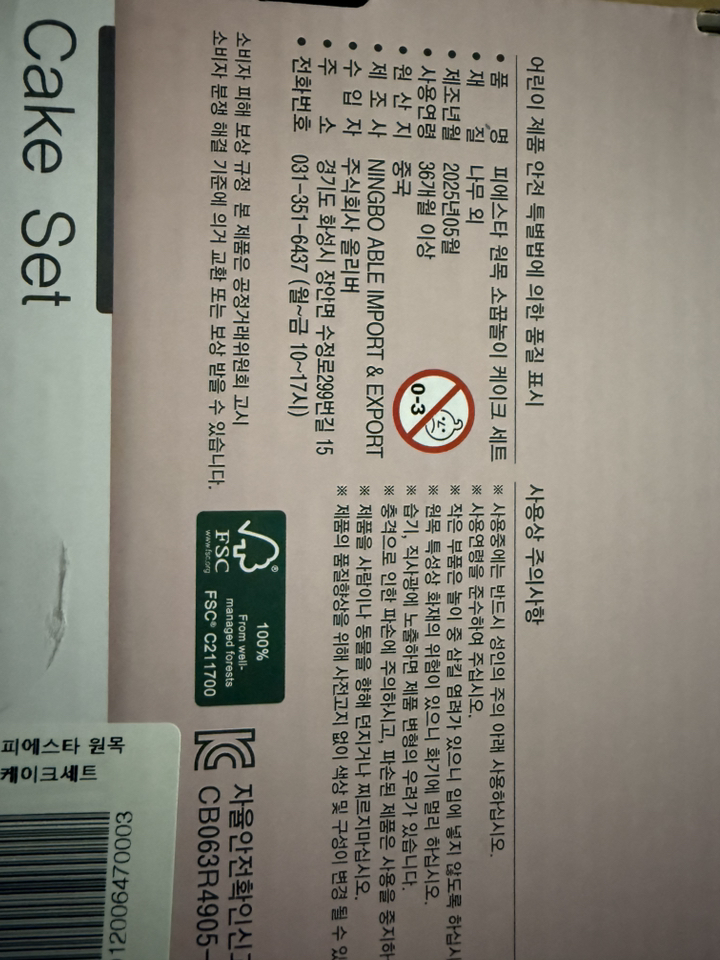 어린이 제품 안전 특별법에 의한 품질 표시
• 품 명 피에스타 원목 소꿉놀이 케이크 세트
• 재 질 나무 외
• 제조년월 2025년05월
• 사용연령 36개월 이상
• 원 산 지 중국
• 제 조 사 NINGBO ABLE IMPORT & EXPORT
• 수 입 자 주식회사 올리버
• 주 소 경기도 화성시 장안면 수정로299번길 15
• 전화번호 031-351-6437 (월~금 10~17시)
0-3
소비자 피해 보상 규정 본 제품은 공정거래위원회 고시
소비자 분쟁 해결 기준에 의거 교환 또는 보상 받을 수 있습니다.
사용상 주의사항
※ 사용중에는 반드시 성인의 주의 아래 사용하십시오.
※ 사용연령을 준수하여 주십시오.
※ 작은 부품은 놀이 중 삼킬 염려가 있으니 입에 넣지 않도록 하십시
※ 원목 특성상 화재의 위험이 있으니 화기에 멀리 하십시오.
※ 습기, 직사광에 노출하면 제품 변형의 우려가 있습니다.
※ 충격으로 인한 파손에 주의하시고, 파손된 제품은 사용을 중지하
※ 제품을 사람이나 동물을 향해 던지거나 찌르지마십시오.
※ 제품의 품질향상을 위해 사전고지 없이 색상 및 구성이 변경 될 수 있
FSC
®
www.fsc.org
100%
From well-
managed forests
FSC® C211700
자율안전확인신고
CB063R4905-
Cake Set
피에스타 원목
케이크세트
12006470003